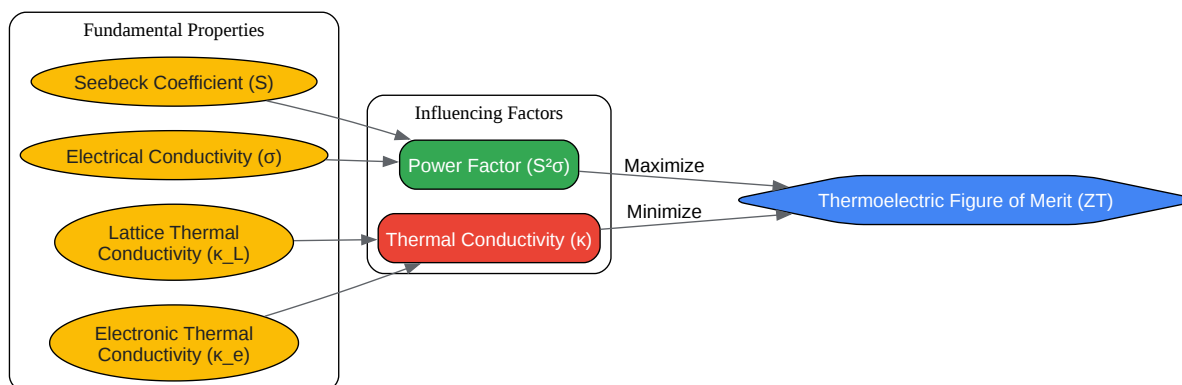 Fundamental Properties
Seebeck Coefficient (S)
Electrical Conductivity (σ)
Lattice Thermal
Conductivity (κ_L)
Electronic Thermal
Conductivity (κ_e)
Influencing Factors
Power Factor (S²σ)
Thermal Conductivity (κ)
Maximize
Minimize
Thermoelectric Figure of Merit (ZT)